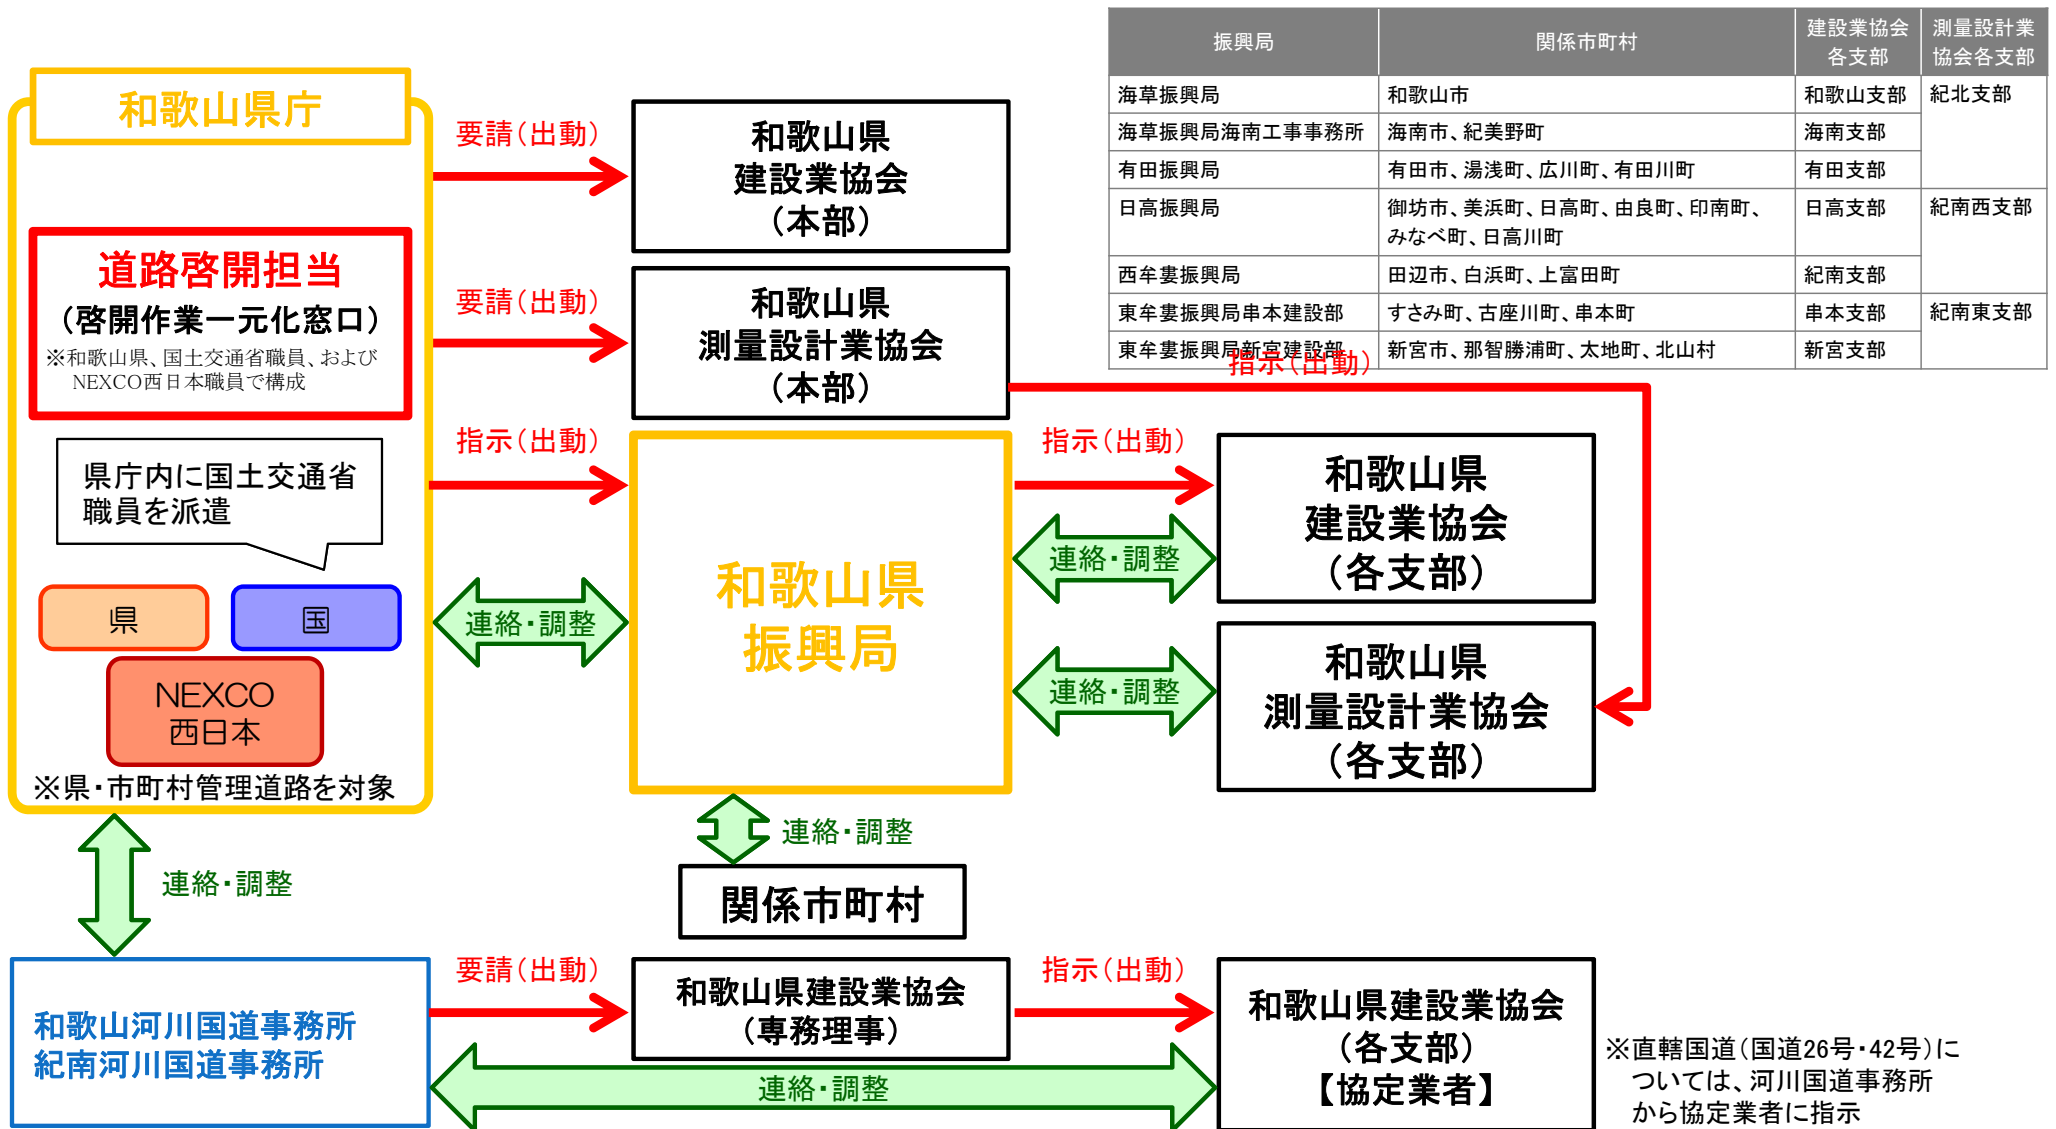 振興局 関係市町村 建設業協会 測量設計業
各支部 協会各支部
海草振興局 和歌山市 和歌山支部 紀北支部
海草振興局海南工事事務所 海南市、紀美野町 海南支部
有田振興局 有田市、湯浅町、広川町、有田川町 有田支部
日高振興局 御坊市、美浜町、日高町、由良町、印南町、 日高支部 紀南西支部
みなべ町、日高川町
西牟婁振興局 田辺市、白浜町、上富田町 紀南支部
東牟婁振興局串本建設部 すさみ町、古座川町、串本町 串本支部 紀南東支部
東牟婁振興局新宮建設部 新宮市、那智勝浦町、太地町、北山村 新宮支部
和歌山県庁
道路啓開担当
（啓開作業一元化窓口）
※和歌山県、国土交通省職員、および
NEXCO西日本職員で構成
県庁内に国土交通省
職員を派遣
県
国
NEXCO
西日本
※県・市町村管理道路を対象
要請（出動）
和歌山県
建設業協会
（本部）
要請（出動）
和歌山県
測量設計業協会
（本部）
指示（出動）
指示（出動）
和歌山県
振興局
連絡・調整
指示（出動）
和歌山県
建設業協会
（各支部）
連絡・調整
和歌山県
測量設計業協会
（各支部）
連絡・調整
連絡・調整
関係市町村
連絡・調整
和歌山河川国道事務所
紀南河川国道事務所
要請（出動）
和歌山県建設業協会
（専務理事）
指示（出動）
和歌山県建設業協会
（各支部）
【協定業者】
連絡・調整
※直轄国道（国道26号・42号）に
ついては、河川国道事務所
から協定業者に指示